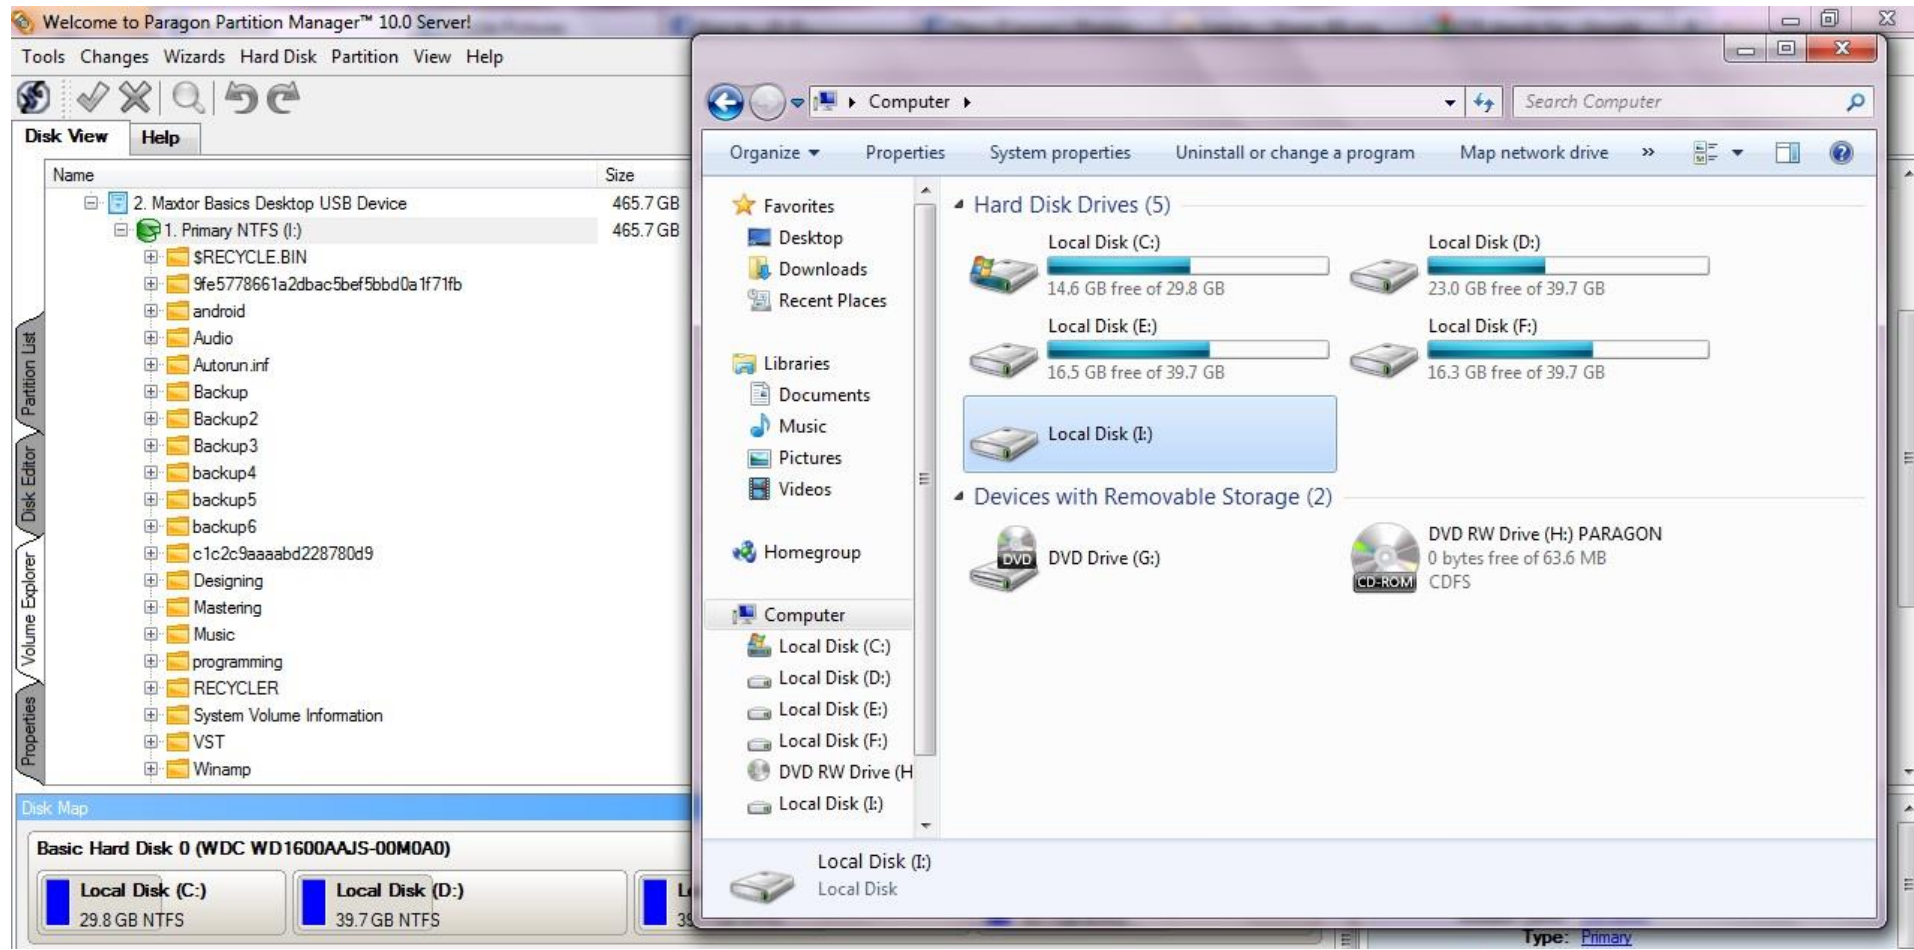 Welcome to Paragon Partition Manager™ 10.0 Server!
Tools Changes Wizards Hard Disk Partition View Help
Disk View Help
Name Size
2. Maxtor Basics Desktop USB Device 465.7 GB
1. Primary NTFS (I:) 465.7 GB
$RECYCLE.BIN
9fe5778661a2dbac5bef5bbd0a1f71fb
android
Audio
Autorun.inf
Backup
Backup2
Backup3
backup4
backup5
backup6
c1c2c9aaaabd228780d9
Designing
Mastering
Music
programming
RECYCLER
System Volume Information
VST
Winamp
Partition List
Disk Editor
Volume Explorer
Properties
Disk Map
Basic Hard Disk 0 (WDC WD1600AAJS-00M0A0)
Local Disk (C:)
29.8 GB NTFS
Local Disk (D:)
39.7 GB NTFS
Computer
Search Computer
Organize Properties System properties Uninstall or change a program Map network drive »
Favorites
Desktop
Downloads
Recent Places
Libraries
Documents
Music
Pictures
Videos
Homegroup
Computer
Local Disk (C:)
Local Disk (D:)
Local Disk (E:)
Local Disk (F:)
DVD RW Drive (H
Local Disk (I:)
Hard Disk Drives (5)
Local Disk (C:)
14.6 GB free of 29.8 GB
Local Disk (D:)
23.0 GB free of 39.7 GB
Local Disk (E:)
16.5 GB free of 39.7 GB
Local Disk (F:)
16.3 GB free of 39.7 GB
Local Disk (I:)
Devices with Removable Storage (2)
DVD
DVD Drive (G:)
CD-ROM
DVD RW Drive (H:) PARAGON
0 bytes free of 63.6 MB
CDFS
Local Disk (I:)
Local Disk
Type: Primary